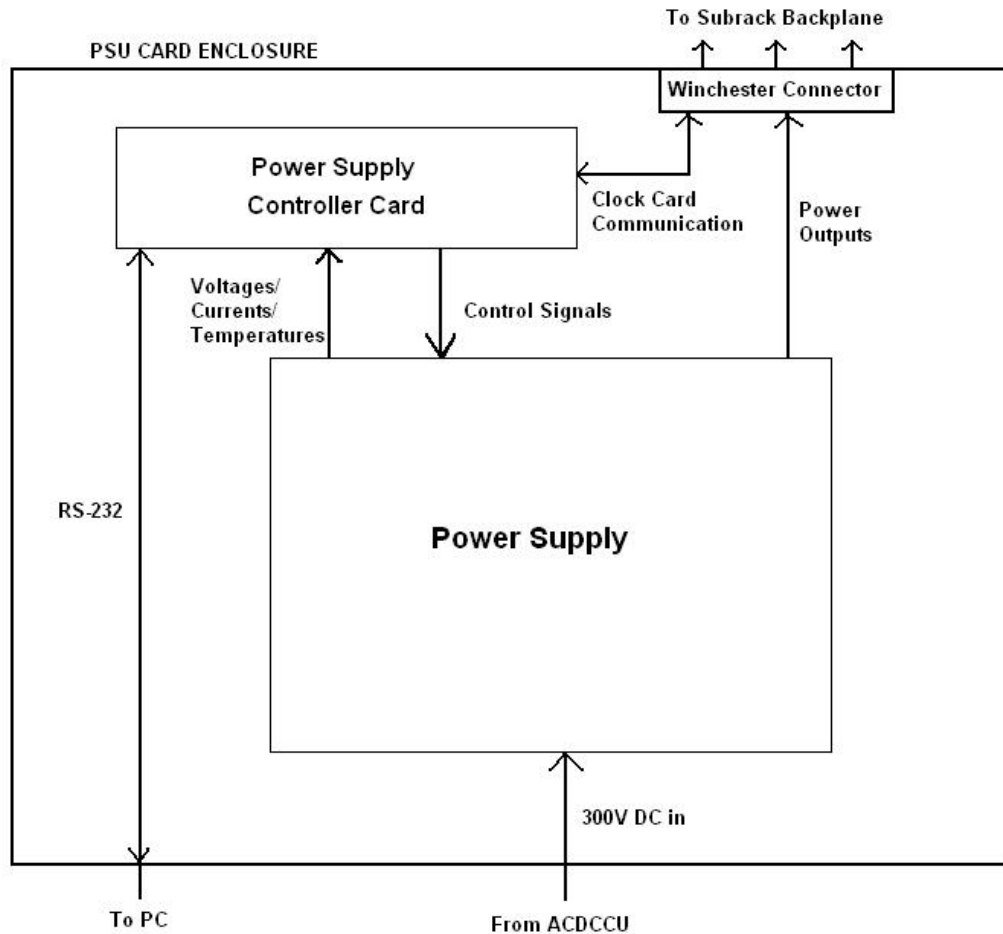 To Subrack Backplane
PSU CARD ENCLOSURE
Winchester Connector
Power Supply
Controller Card
Clock Card
Communication
Power
Outputs
Voltages/
Currents/
Temperatures
Control Signals
RS-232
Power Supply
300V DC in
To PC
From ACDCCU